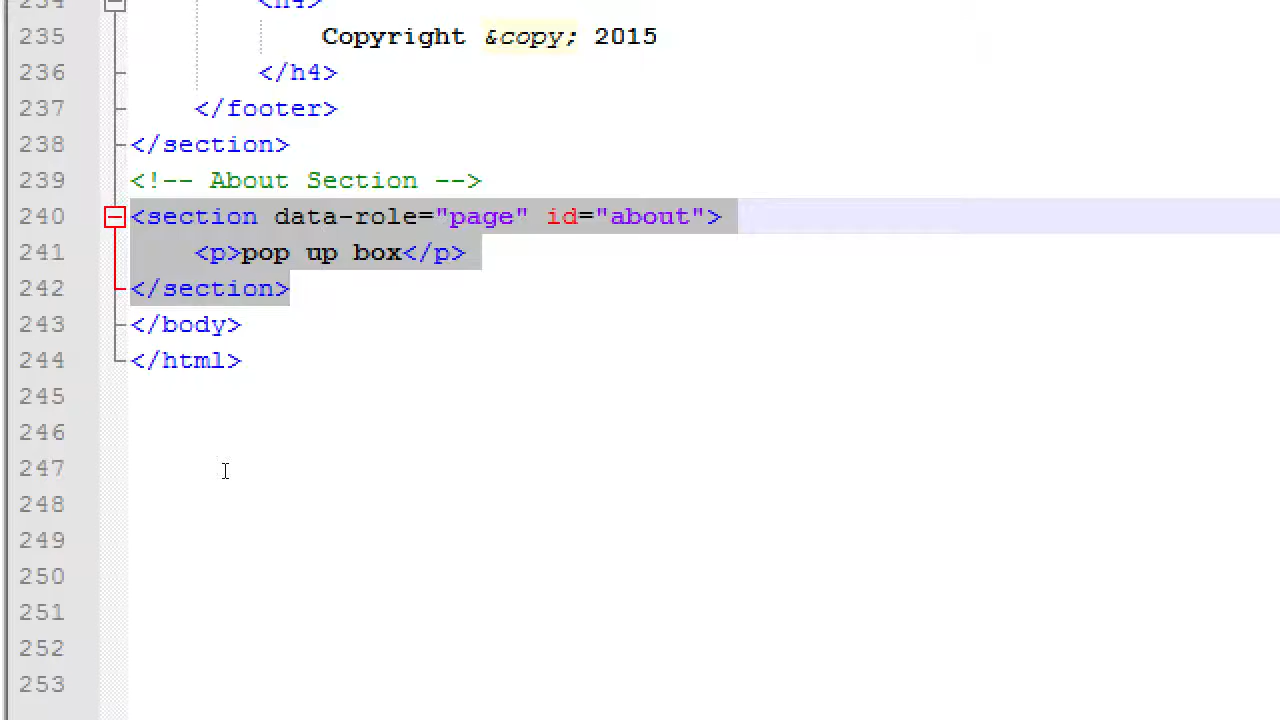 234 <h4>
235 Copyright &copy; 2015
236 </h4>
237 </footer>
238 </section>
239 <!-- About Section -->
240 <section data-role="page" id="about">
241 <p>pop up box</p>
242 </section>
243 </body>
244 </html>
245
246
247
248
249
250
251
252
253